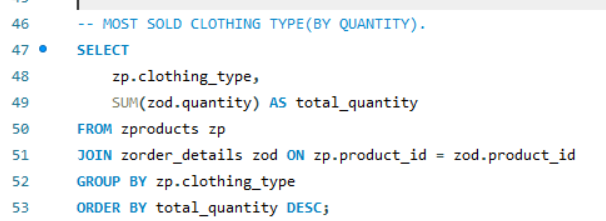 46 -- MOST SOLD CLOTHING TYPE(BY QUANTITY).
47 SELECT
48 zp.clothing_type,
49 SUM(zod.quantity) AS total_quantity
50 FROM zproducts zp
51 JOIN zorder_details zod ON zp.product_id = zod.product_id
52 GROUP BY zp.clothing_type
53 ORDER BY total_quantity DESC;